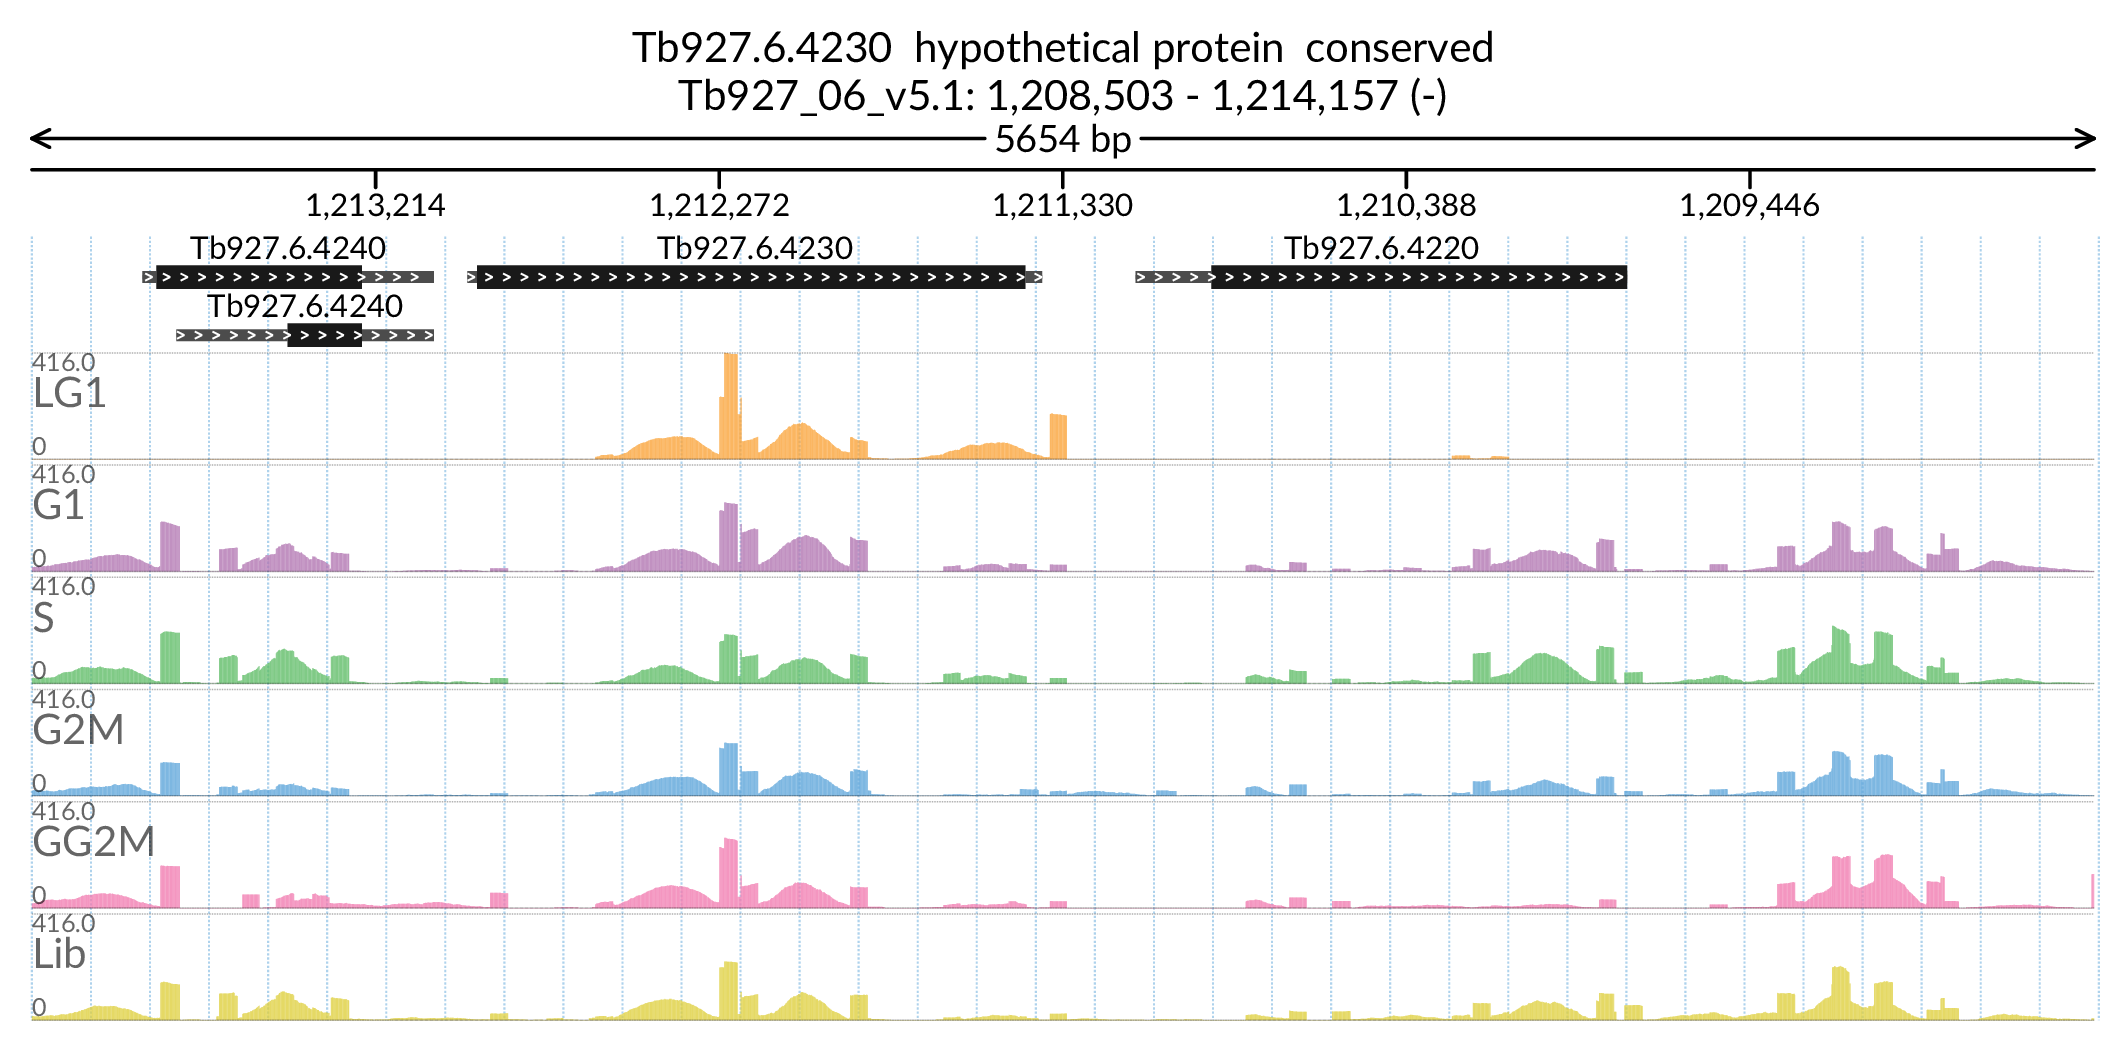 Tb927.6.4230  hypothetical protein  conserved
Tb927_06_v5.1: 1,208,503 - 1,214,157 (-)
5654 bp
1,213,214 1,212,272 1,211,330 1,210,388 1,209,446
Tb927.6.4240 Tb927.6.4230 Tb927.6.4220
Tb927.6.4240
416.0
LG1
0
416.0
G1
0
416.0
S
0
416.0
G2M
0
416.0
GG2M
0
416.0
Lib
0